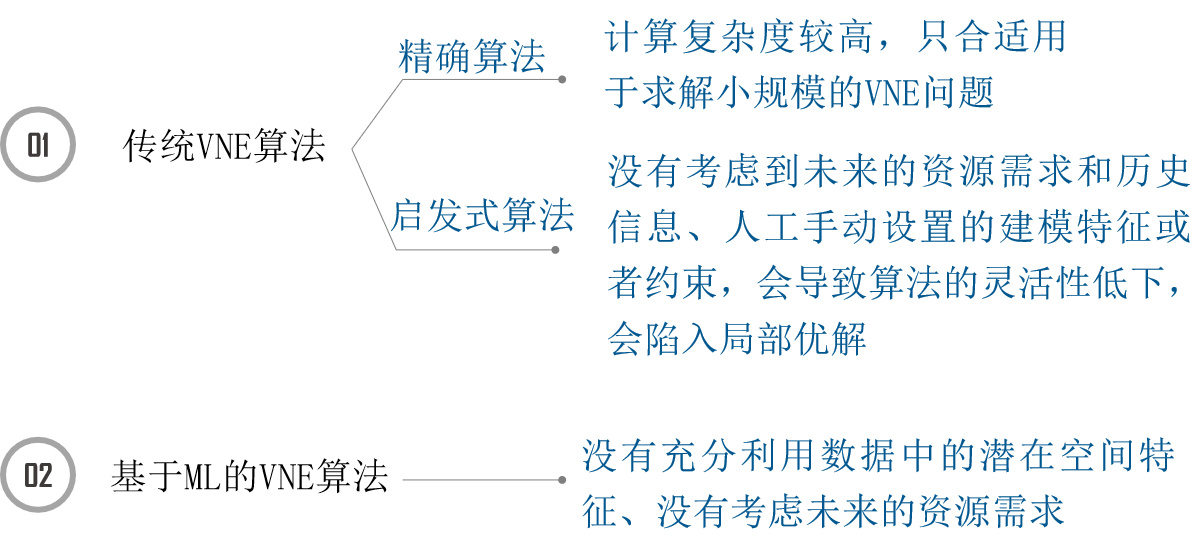 01
传统VNE算法
精确算法
计算复杂度较高，只合适用
于求解小规模的VNE问题
启发式算法
没有考虑到未来的资源需求和历史
信息、人工手动设置的建模特征或
者约束，会导致算法的灵活性低下，
会陷入局部优解
02
基于ML的VNE算法
没有充分利用数据中的潜在空间特
征、没有考虑未来的资源需求